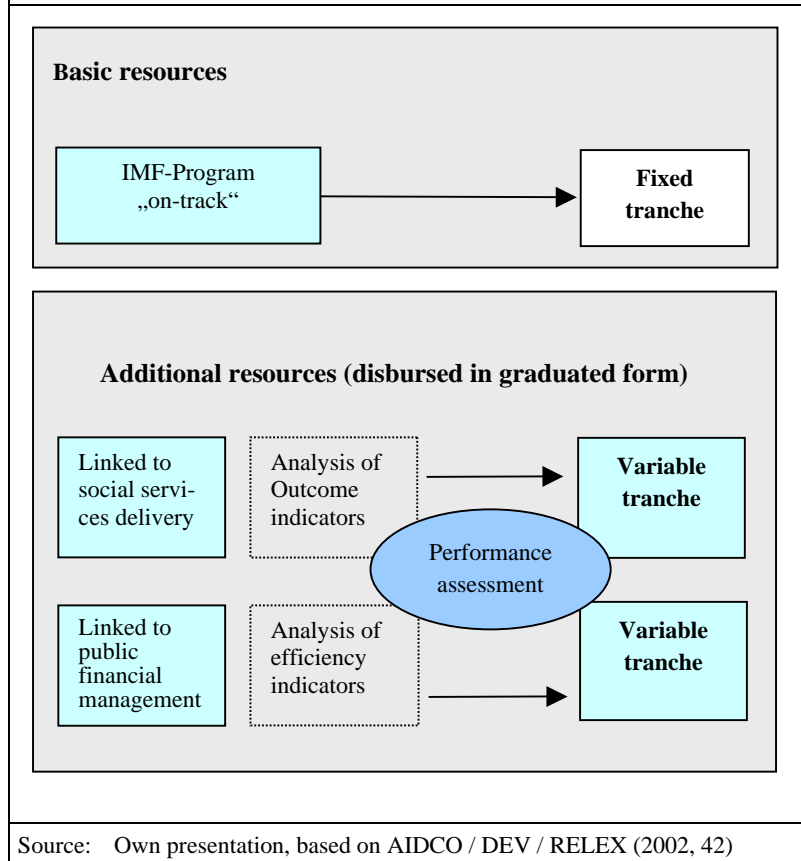 Basic resources
IMF-Program
„on-track“
Fixed
tranche
Additional resources (disbursed in graduated form)
Linked to
social servi-
ces delivery
Analysis of
Outcome
indicators
Variable
tranche
Performance
assessment
Linked to
public
financial
management
Analysis of
efficiency
indicators
Variable
tranche
Source: Own presentation, based on AIDCO / DEV / RELEX (2002, 42)